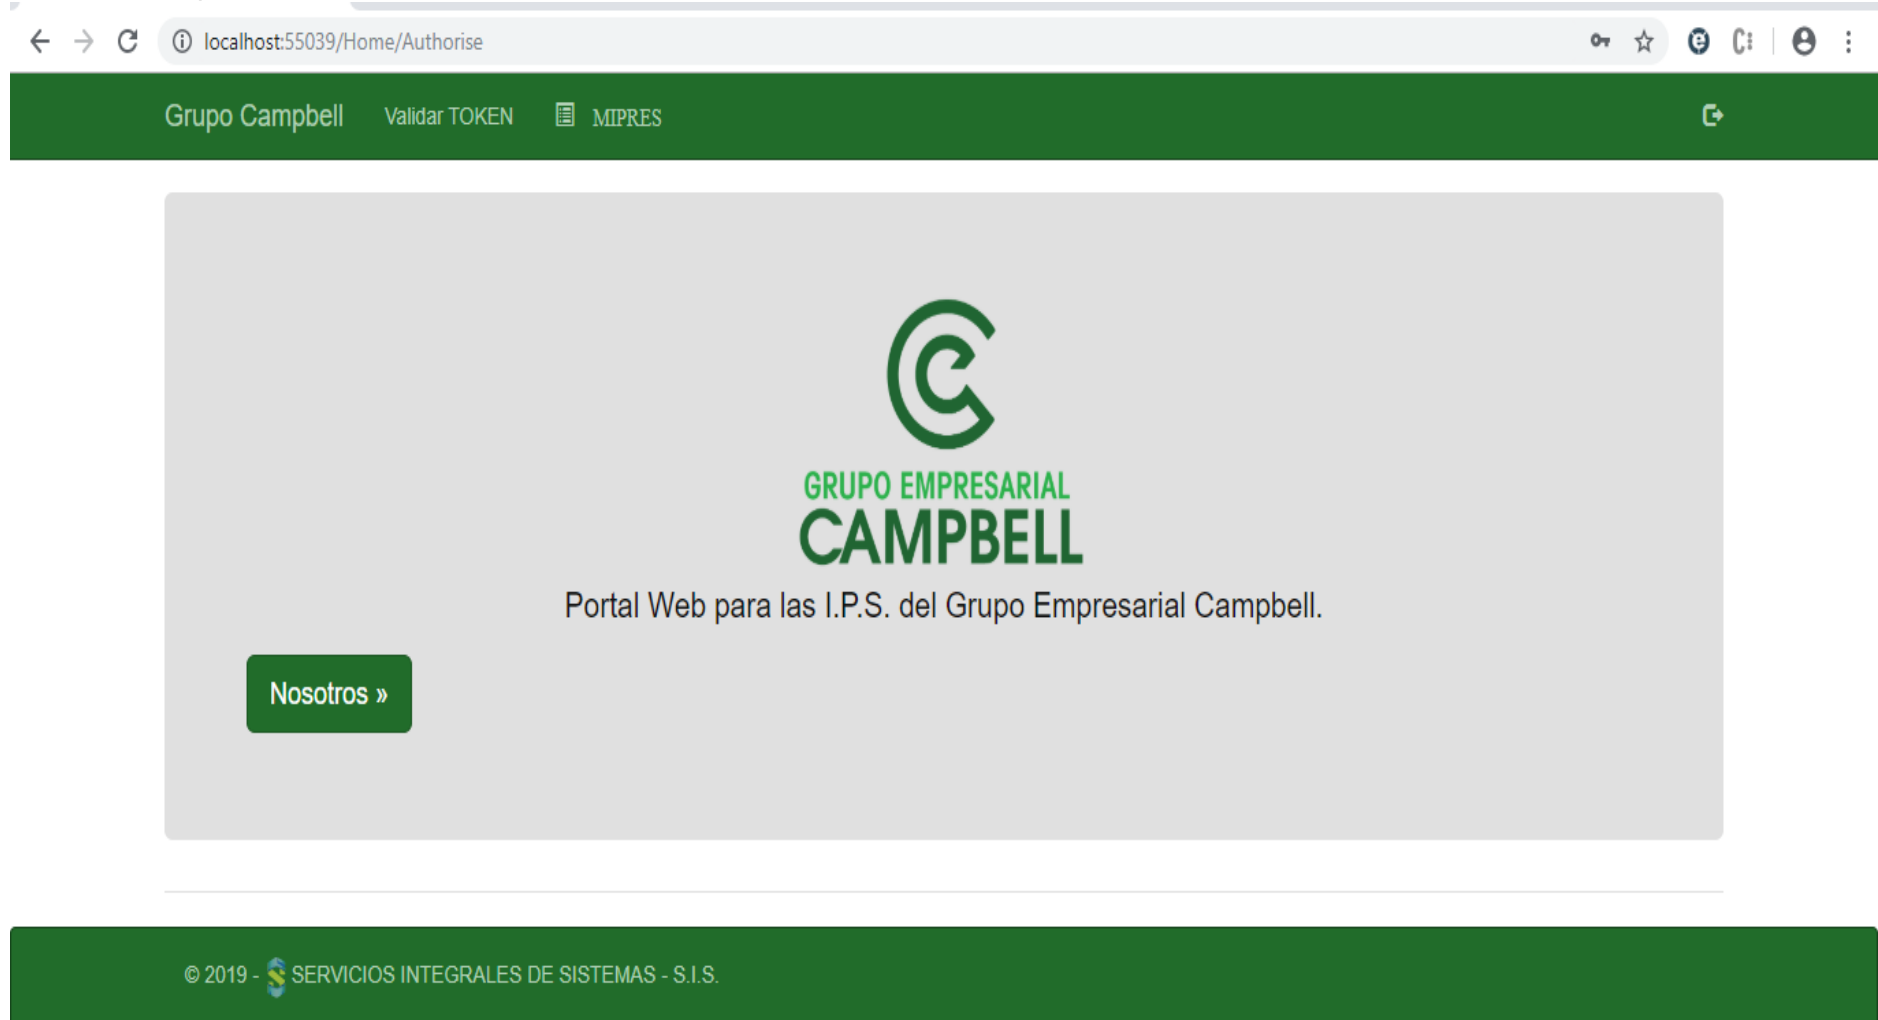 localhost:55039/Home/Authorise
Grupo Campbell Validar TOKEN MIPRES
GRUPO EMPRESARIAL
CAMPBELL
Portal Web para las I.P.S. del Grupo Empresarial Campbell.
Nosotros »
© 2019 - SERVICIOS INTEGRALES DE SISTEMAS - S.I.S.